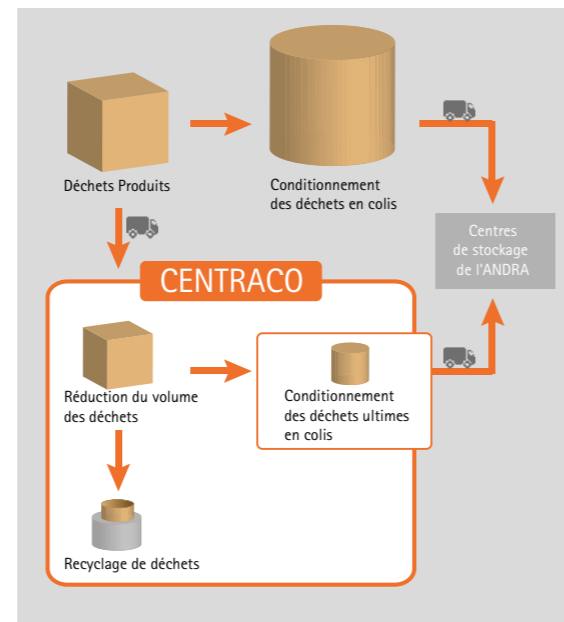 Déchets Produits
Conditionnement
des déchets en colis
Centres
de stockage
de l'ANDRA
CENTRACO
Réduction du volume
des déchets
Conditionnement
des déchets ultimes
en colis
Recyclage de déchets